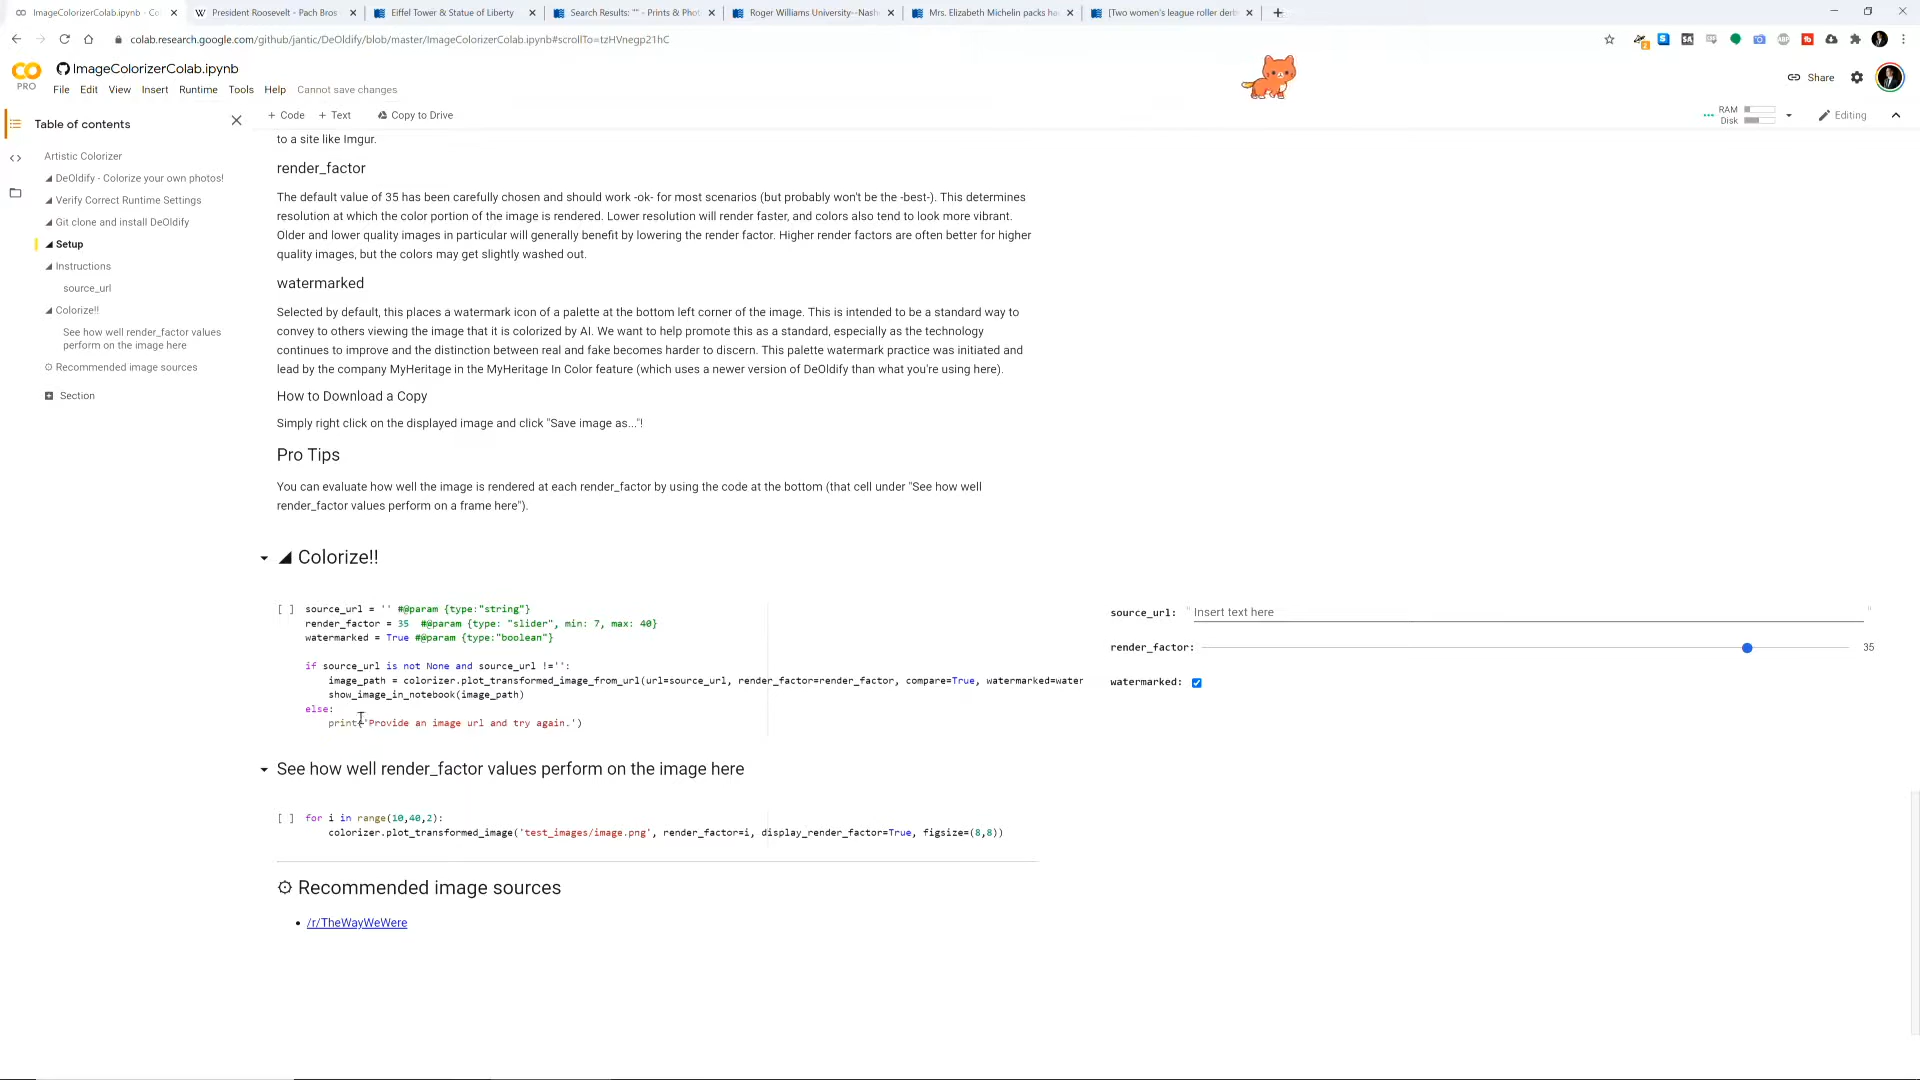 ImageColorizerColab.ipynb - Co
President Roosevelt - Pach Bros
Eiffel Tower & Statue of Liberty
Search Results: "" - Prints & Phot
Roger Williams University--Nash
Mrs. Elizabeth Michelin packs ha
[Two women's league roller derb
colab.research.google.com/github/jantic/DeOldify/blob/master/ImageColorizerColab.ipynb#scrollTo=tzHVnegp21hC
PRO
ImageColorizerColab.ipynb
File Edit View Insert Runtime Tools Help Cannot save changes
Share
+ Code + Text Copy to Drive
RAM
Disk
Editing
Table of contents
Artistic Colorizer
◢ DeOldify - Colorize your own photos!
◢ Verify Correct Runtime Settings
◢ Git clone and install DeOldify
◢ Setup
◢ Instructions
source_url
◢ Colorize!!
See how well render_factor values
perform on the image here
⚙ Recommended image sources
Section
to a site like Imgur.
render_factor
The default value of 35 has been carefully chosen and should work -ok- for most scenarios (but probably won't be the -best-). This determines
resolution at which the color portion of the image is rendered. Lower resolution will render faster, and colors also tend to look more vibrant.
Older and lower quality images in particular will generally benefit by lowering the render factor. Higher render factors are often better for higher
quality images, but the colors may get slightly washed out.
watermarked
Selected by default, this places a watermark icon of a palette at the bottom left corner of the image. This is intended to be a standard way to
convey to others viewing the image that it is colorized by AI. We want to help promote this as a standard, especially as the technology
continues to improve and the distinction between real and fake becomes harder to discern. This palette watermark practice was initiated and
lead by the company MyHeritage in the MyHeritage In Color feature (which uses a newer version of DeOldify than what you're using here).
How to Download a Copy
Simply right click on the displayed image and click "Save image as..."!
Pro Tips
You can evaluate how well the image is rendered at each render_factor by using the code at the bottom (that cell under "See how well
render_factor values perform on a frame here").
◢ Colorize!!
[ ] source_url = '' #@param {type:"string"}
render_factor = 35  #@param {type: "slider", min: 7, max: 40}
watermarked = True #@param {type:"boolean"}
if source_url is not None and source_url !='':
image_path = colorizer.plot_transformed_image_from_url(url=source_url, render_factor=render_factor, compare=True, watermarked=water
show_image_in_notebook(image_path)
else:
print('Provide an image url and try again.')
source_url: " Insert text here "
render_factor: 35
watermarked:
See how well render_factor values perform on the image here
[ ] for i in range(10,40,2):
colorizer.plot_transformed_image('test_images/image.png', render_factor=i, display_render_factor=True, figsize=(8,8))
⚙ Recommended image sources
• /r/TheWayWeWere